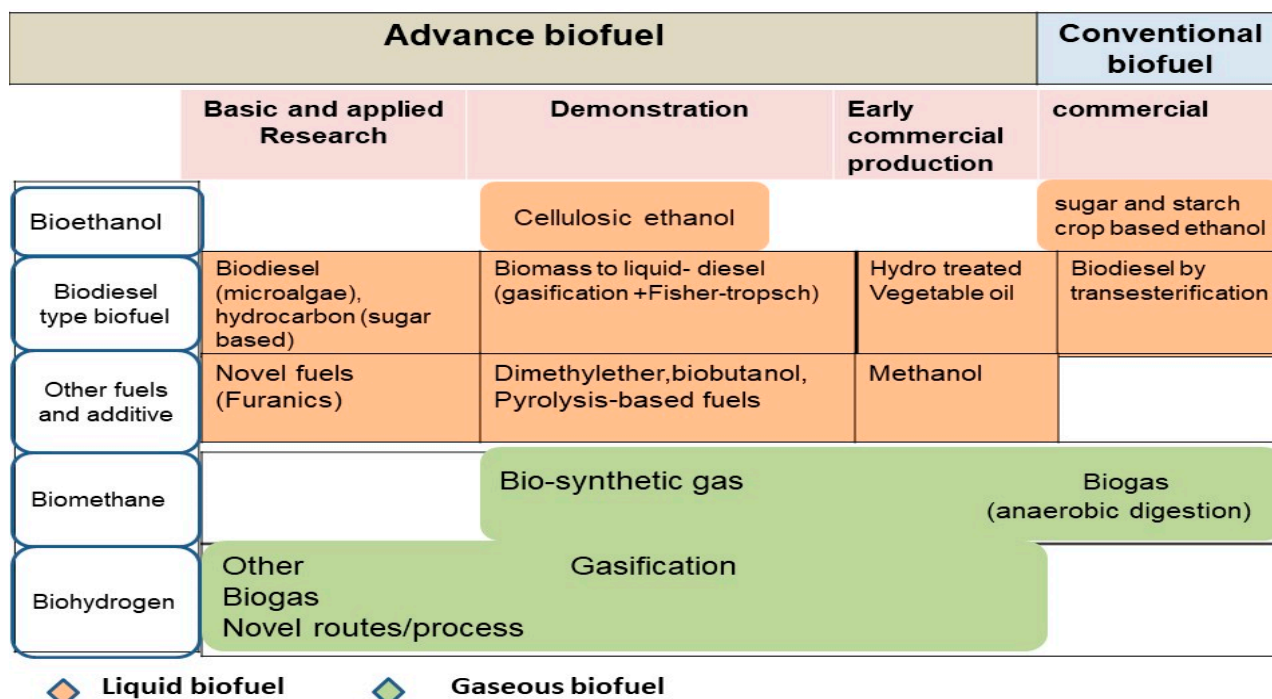 Advance biofuel
Conventional
biofuel
Basic and applied
Research
Demonstration
Early
commercial
production
commercial
Bioethanol
Cellulosic ethanol
sugar and starch
crop based ethanol
Biodiesel
type biofuel
Biodiesel
(microalgae),
hydrocarbon (sugar
based)
Biomass to liquid- diesel
(gasification +Fisher-tropsch)
Hydro treated
Vegetable oil
Biodiesel by
transesterification
Other fuels
and additive
Novel fuels
(Furanics)
Dimethylether,biobutanol,
Pyrolysis-based fuels
Methanol
Biomethane
Bio-synthetic gas
Biogas
(anaerobic digestion)
Biohydrogen
Other
Biogas
Novel routes/process
Gasification
Liquid biofuel
Gaseous biofuel